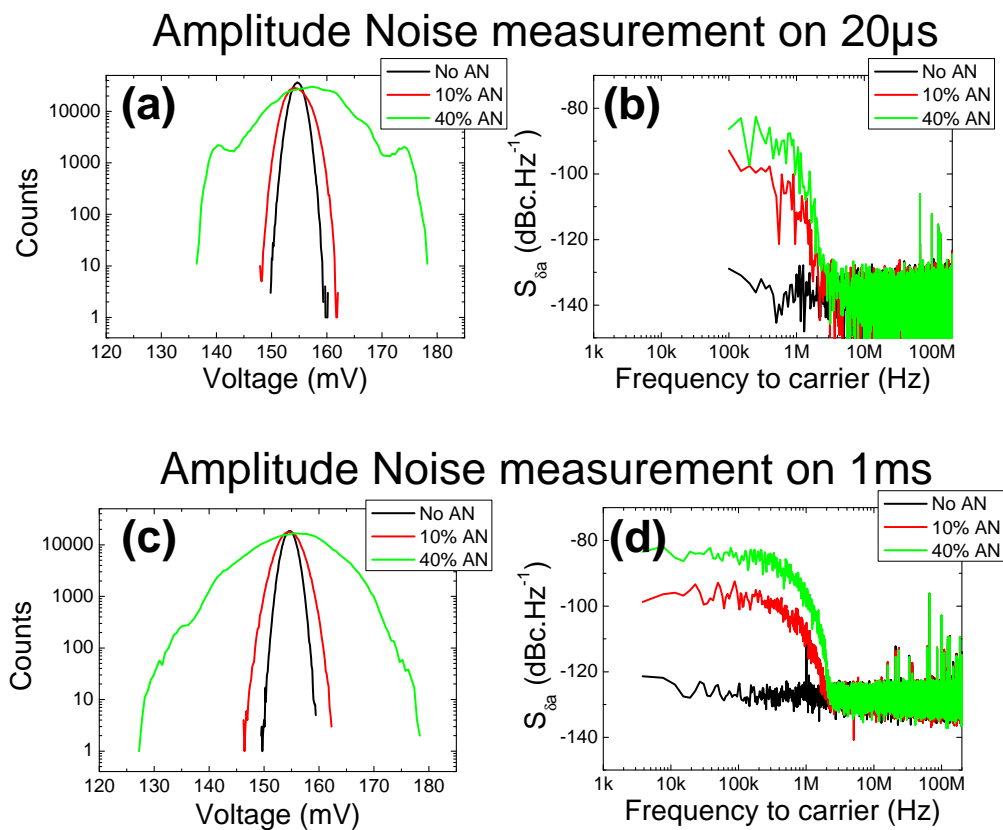 Amplitude Noise measurement on 20µs
(a)
No AN
10% AN
40% AN
10000
1000
100
10
1
Counts
120 130 140 150 160 170 180
Voltage (mV)
(b)
No AN
10% AN
40% AN
-80
-100
-120
-140
S δa (dBc.Hz-1)
1k 10k 100k 1M 10M 100M
Frequency to carrier (Hz)
Amplitude Noise measurement on 1ms
(c)
No AN
10% AN
40% AN
10000
1000
100
10
1
Counts
120 130 140 150 160 170 180
Voltage (mV)
(d)
No AN
10% AN
40% AN
-80
-100
-120
-140
S δa (dBc.Hz-1)
1k 10k 100k 1M 10M 100M
Frequency to carrier (Hz)